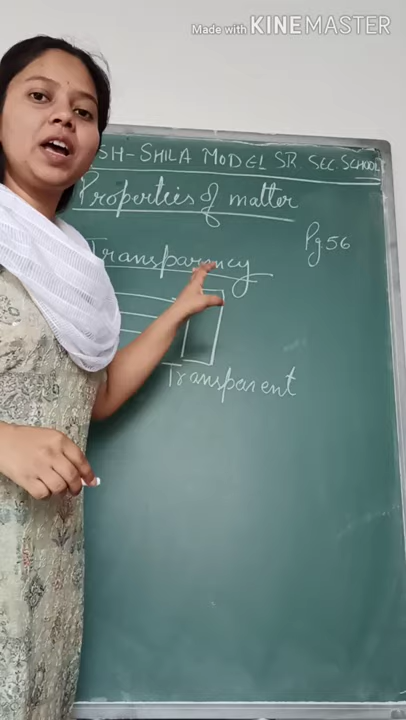 Made with KINEMASTER
SH-SHILA MODEL SR. SEC. SCHOOL
Properties of matter
Transparency
Pg 56
Transparent